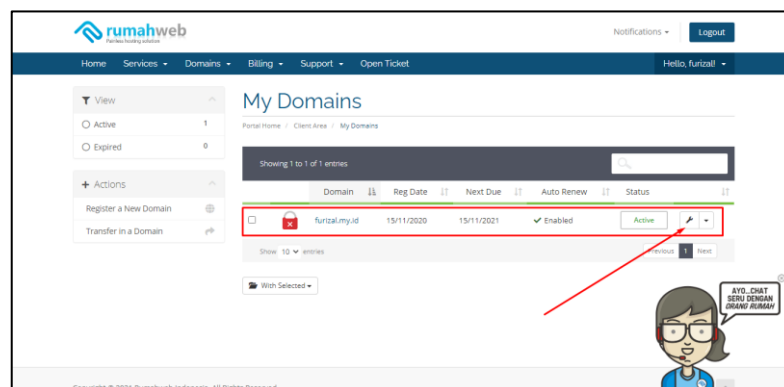 rumahweb
Painless hosting solution
Notifications
Logout
Home Services Domains Billing Support Open Ticket Hello, furizal!
View
Active 1
Expired 0
Actions
Register a New Domain
Transfer in a Domain
My Domains
Portal Home / Client Area / My Domains
Showing 1 to 1 of 1 entries
Domain Reg Date Next Due Auto Renew Status
furizal.my.id 15/11/2020 15/11/2021 Enabled Active
Show 10 entries
Previous 1 Next
With Selected
AYO...CHAT
SERU DENGAN
ORANG RUMAH